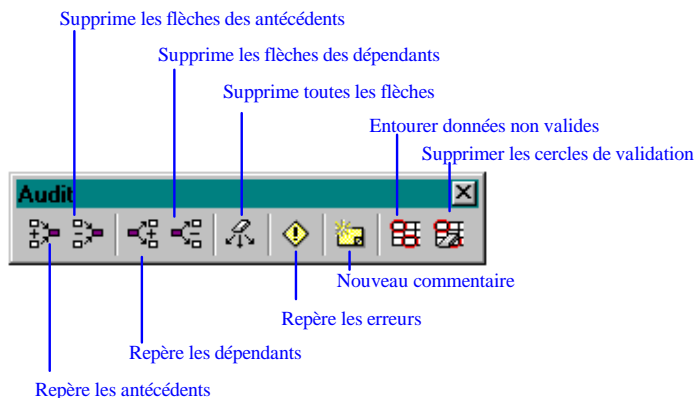 Supprime les flèches des antécédents
Supprime les flèches des dépendants
Supprime toutes les flèches
Entourer données non valides
Supprimer les cercles de validation
Audit
Nouveau commentaire
Repère les erreurs
Repère les dépendants
Repère les antécédents